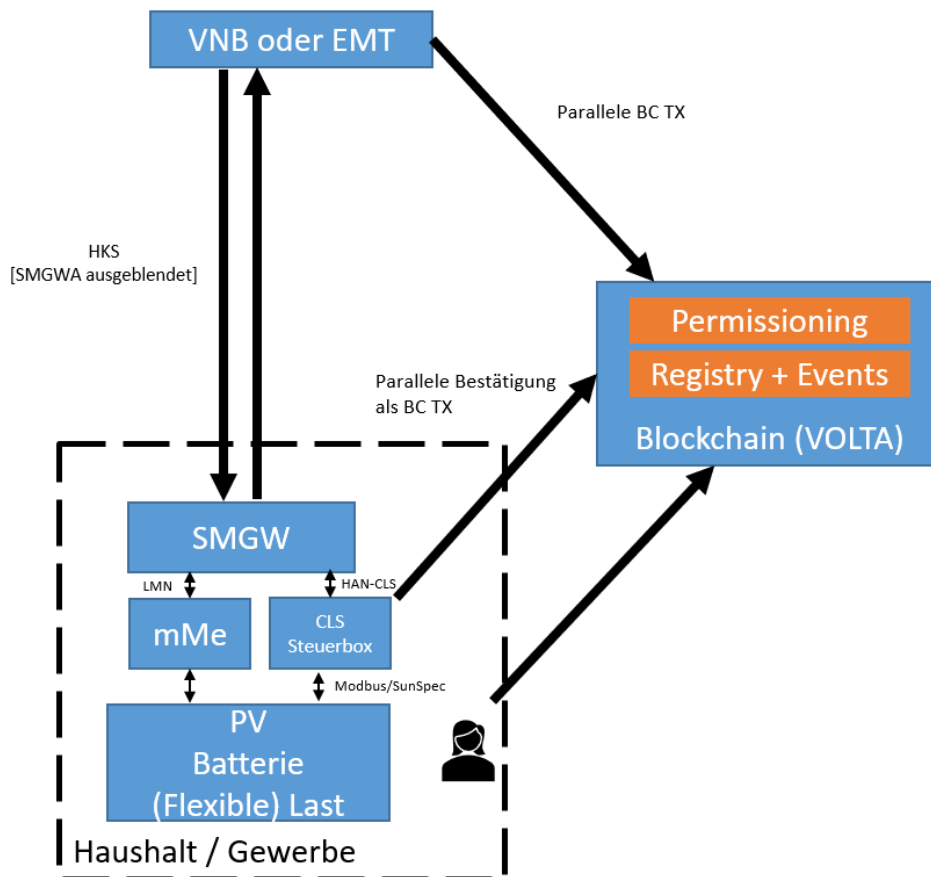 VNB oder EMT
Parallele BC TX
HKS
[SMGWA ausgeblendet]
Permissioning
Registry + Events
Blockchain (VOLTA)
Parallele Bestätigung
als BC TX
SMGW
LMN
HAN-CLS
mMe
CLS
Steuerbox
Modbus/SunSpec
PV
Batterie
(Flexible) Last
Haushalt / Gewerbe